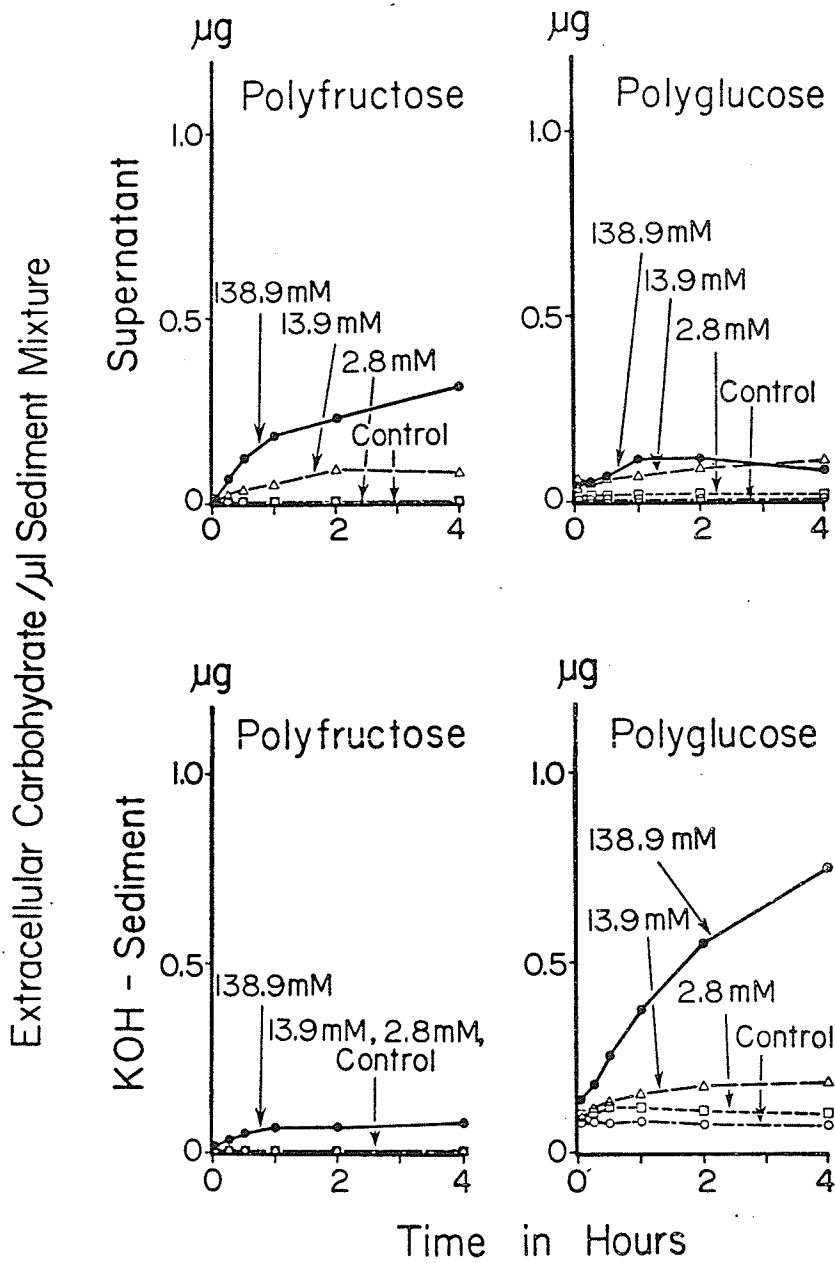 Extracellular Carbohydrate/µl Sediment Mixture
Supernatant
µg
Polyfructose
1.0
138.9mM
0.5
13.9mM
2.8mM
Control
0
0 2 4
µg
Polyglucose
1.0
138.9mM
0.5
13.9mM
2.8mM
Control
0
0 2 4
KOH - Sediment
µg
Polyfructose
1.0
0.5
138.9mM
13.9mM, 2.8mM,
Control
0
0 2 4
µg
Polyglucose
1.0
138.9 mM
13.9mM
0.5
2.8mM
Control
0
0 2 4
Time in Hours